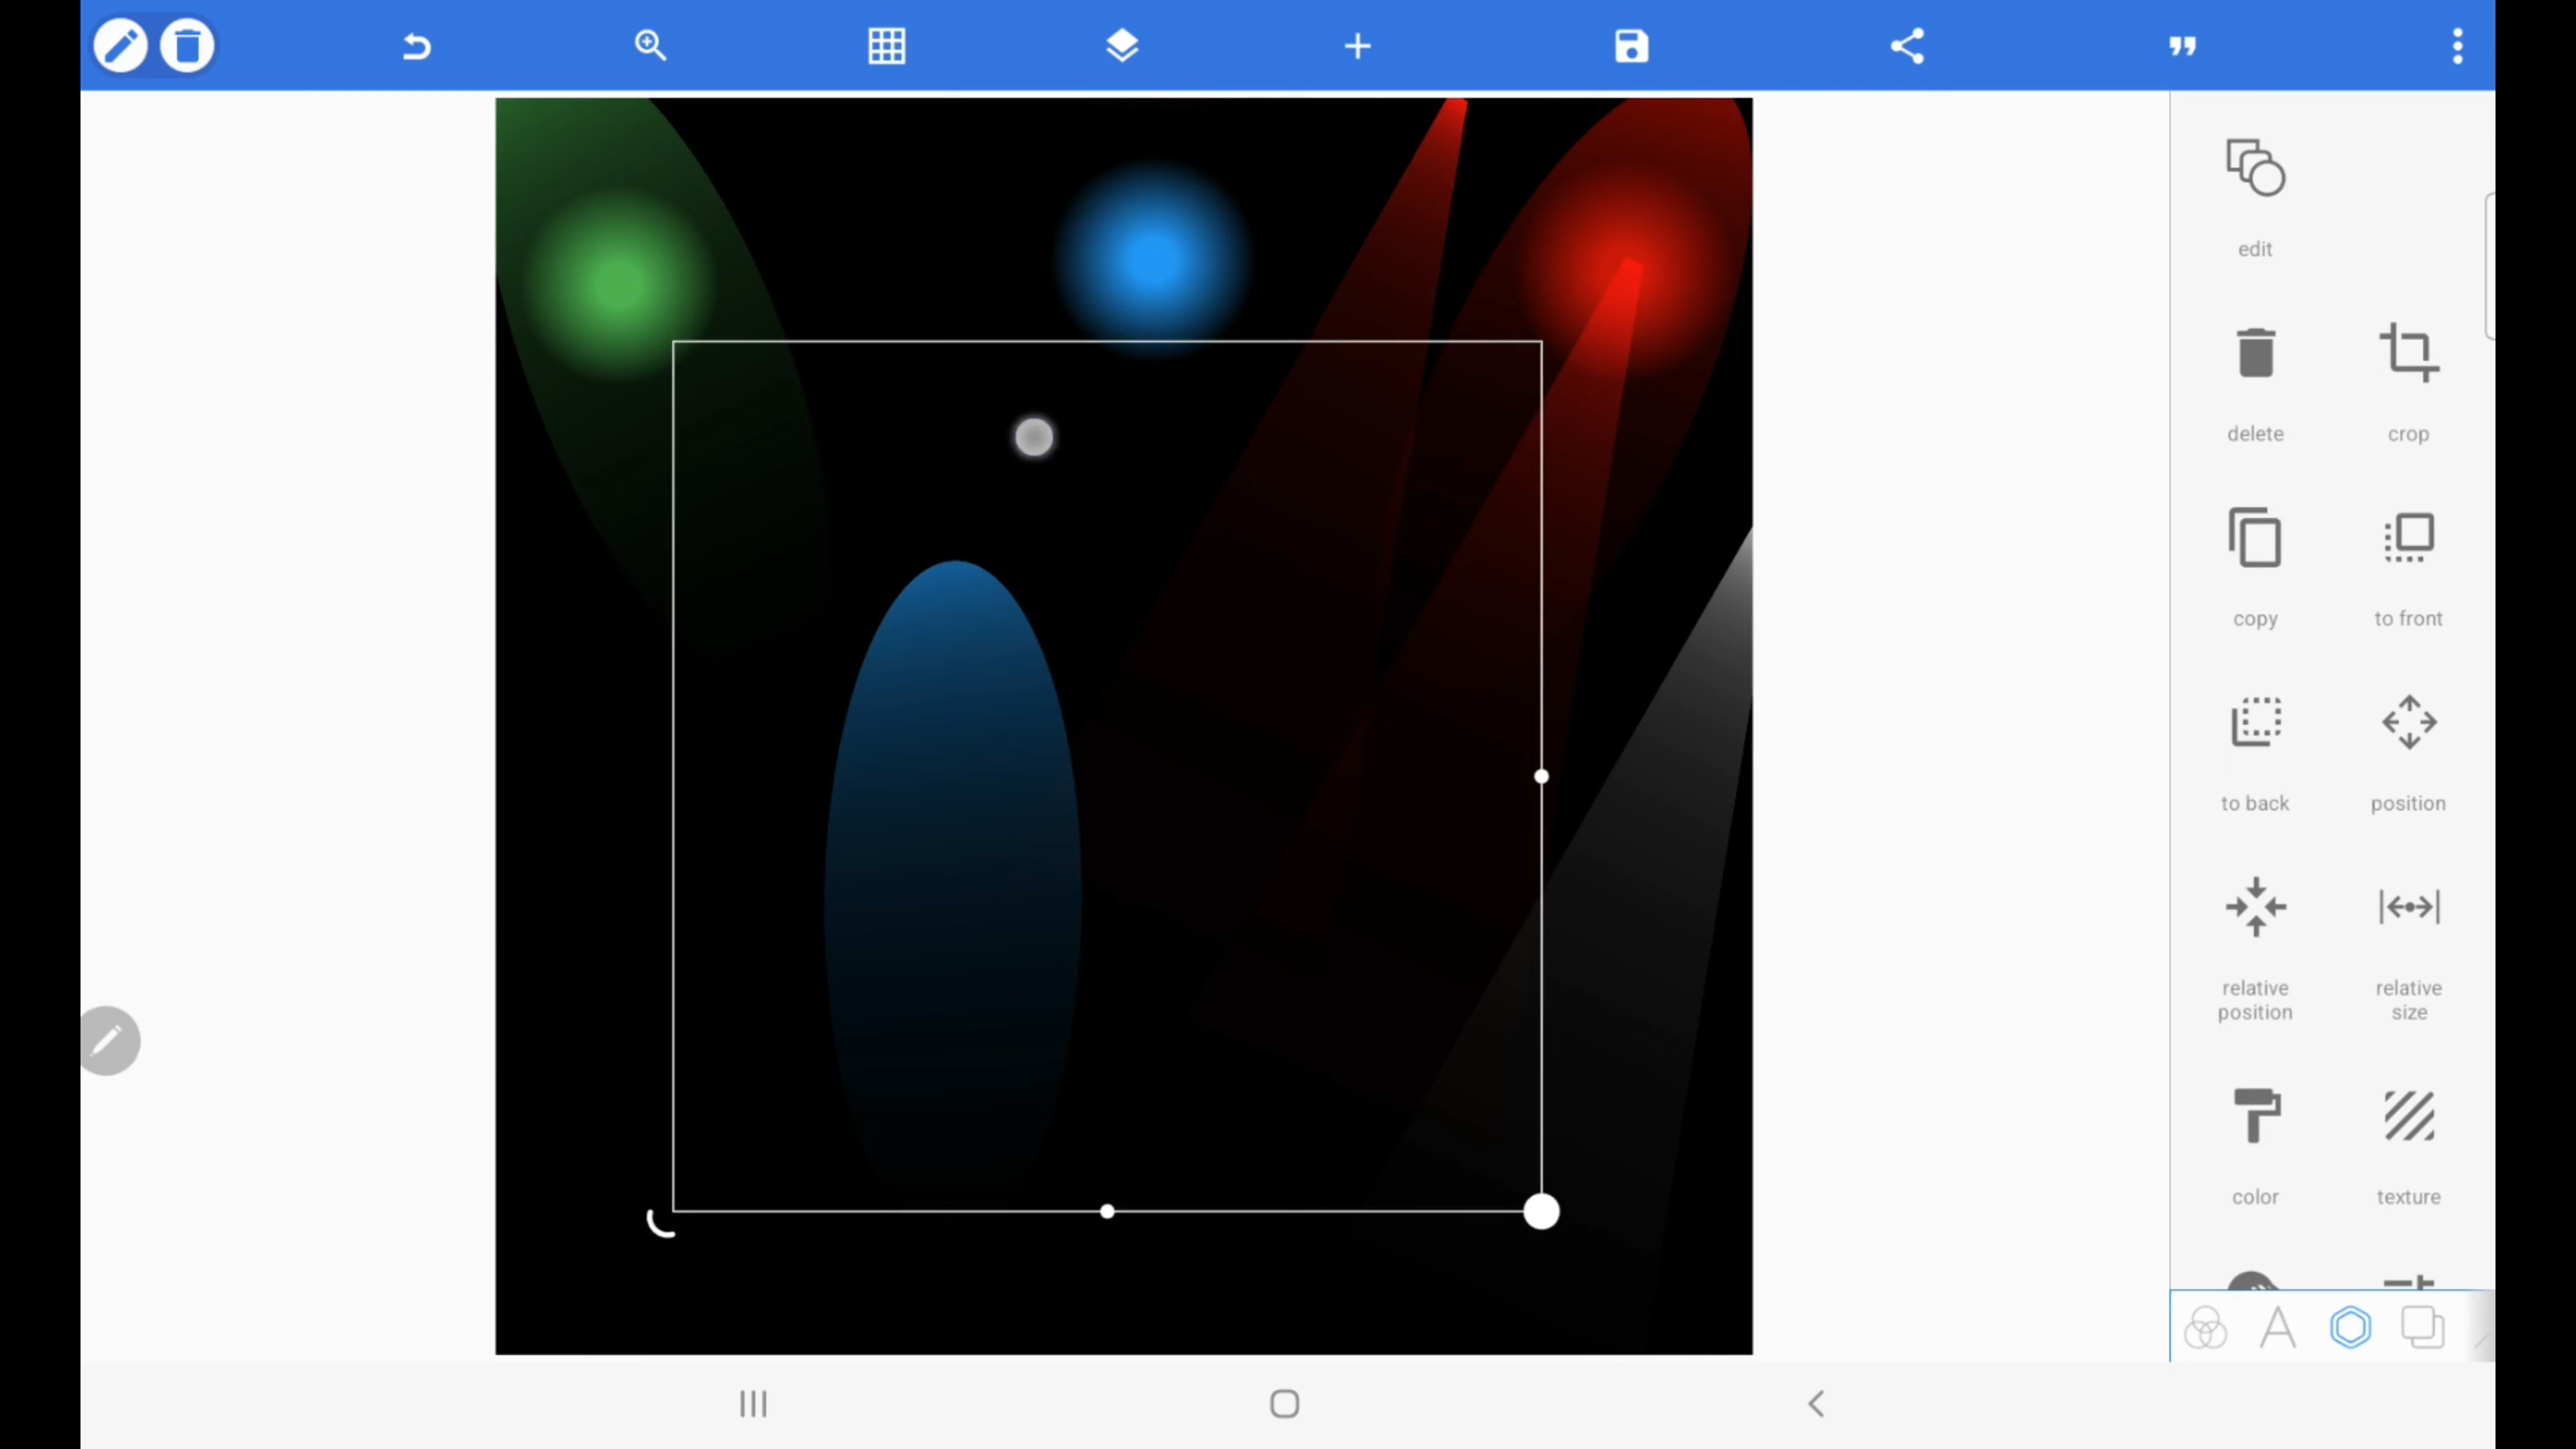 edit
delete
crop
copy
to front
to back
position
relative
position
relative
size
color
texture